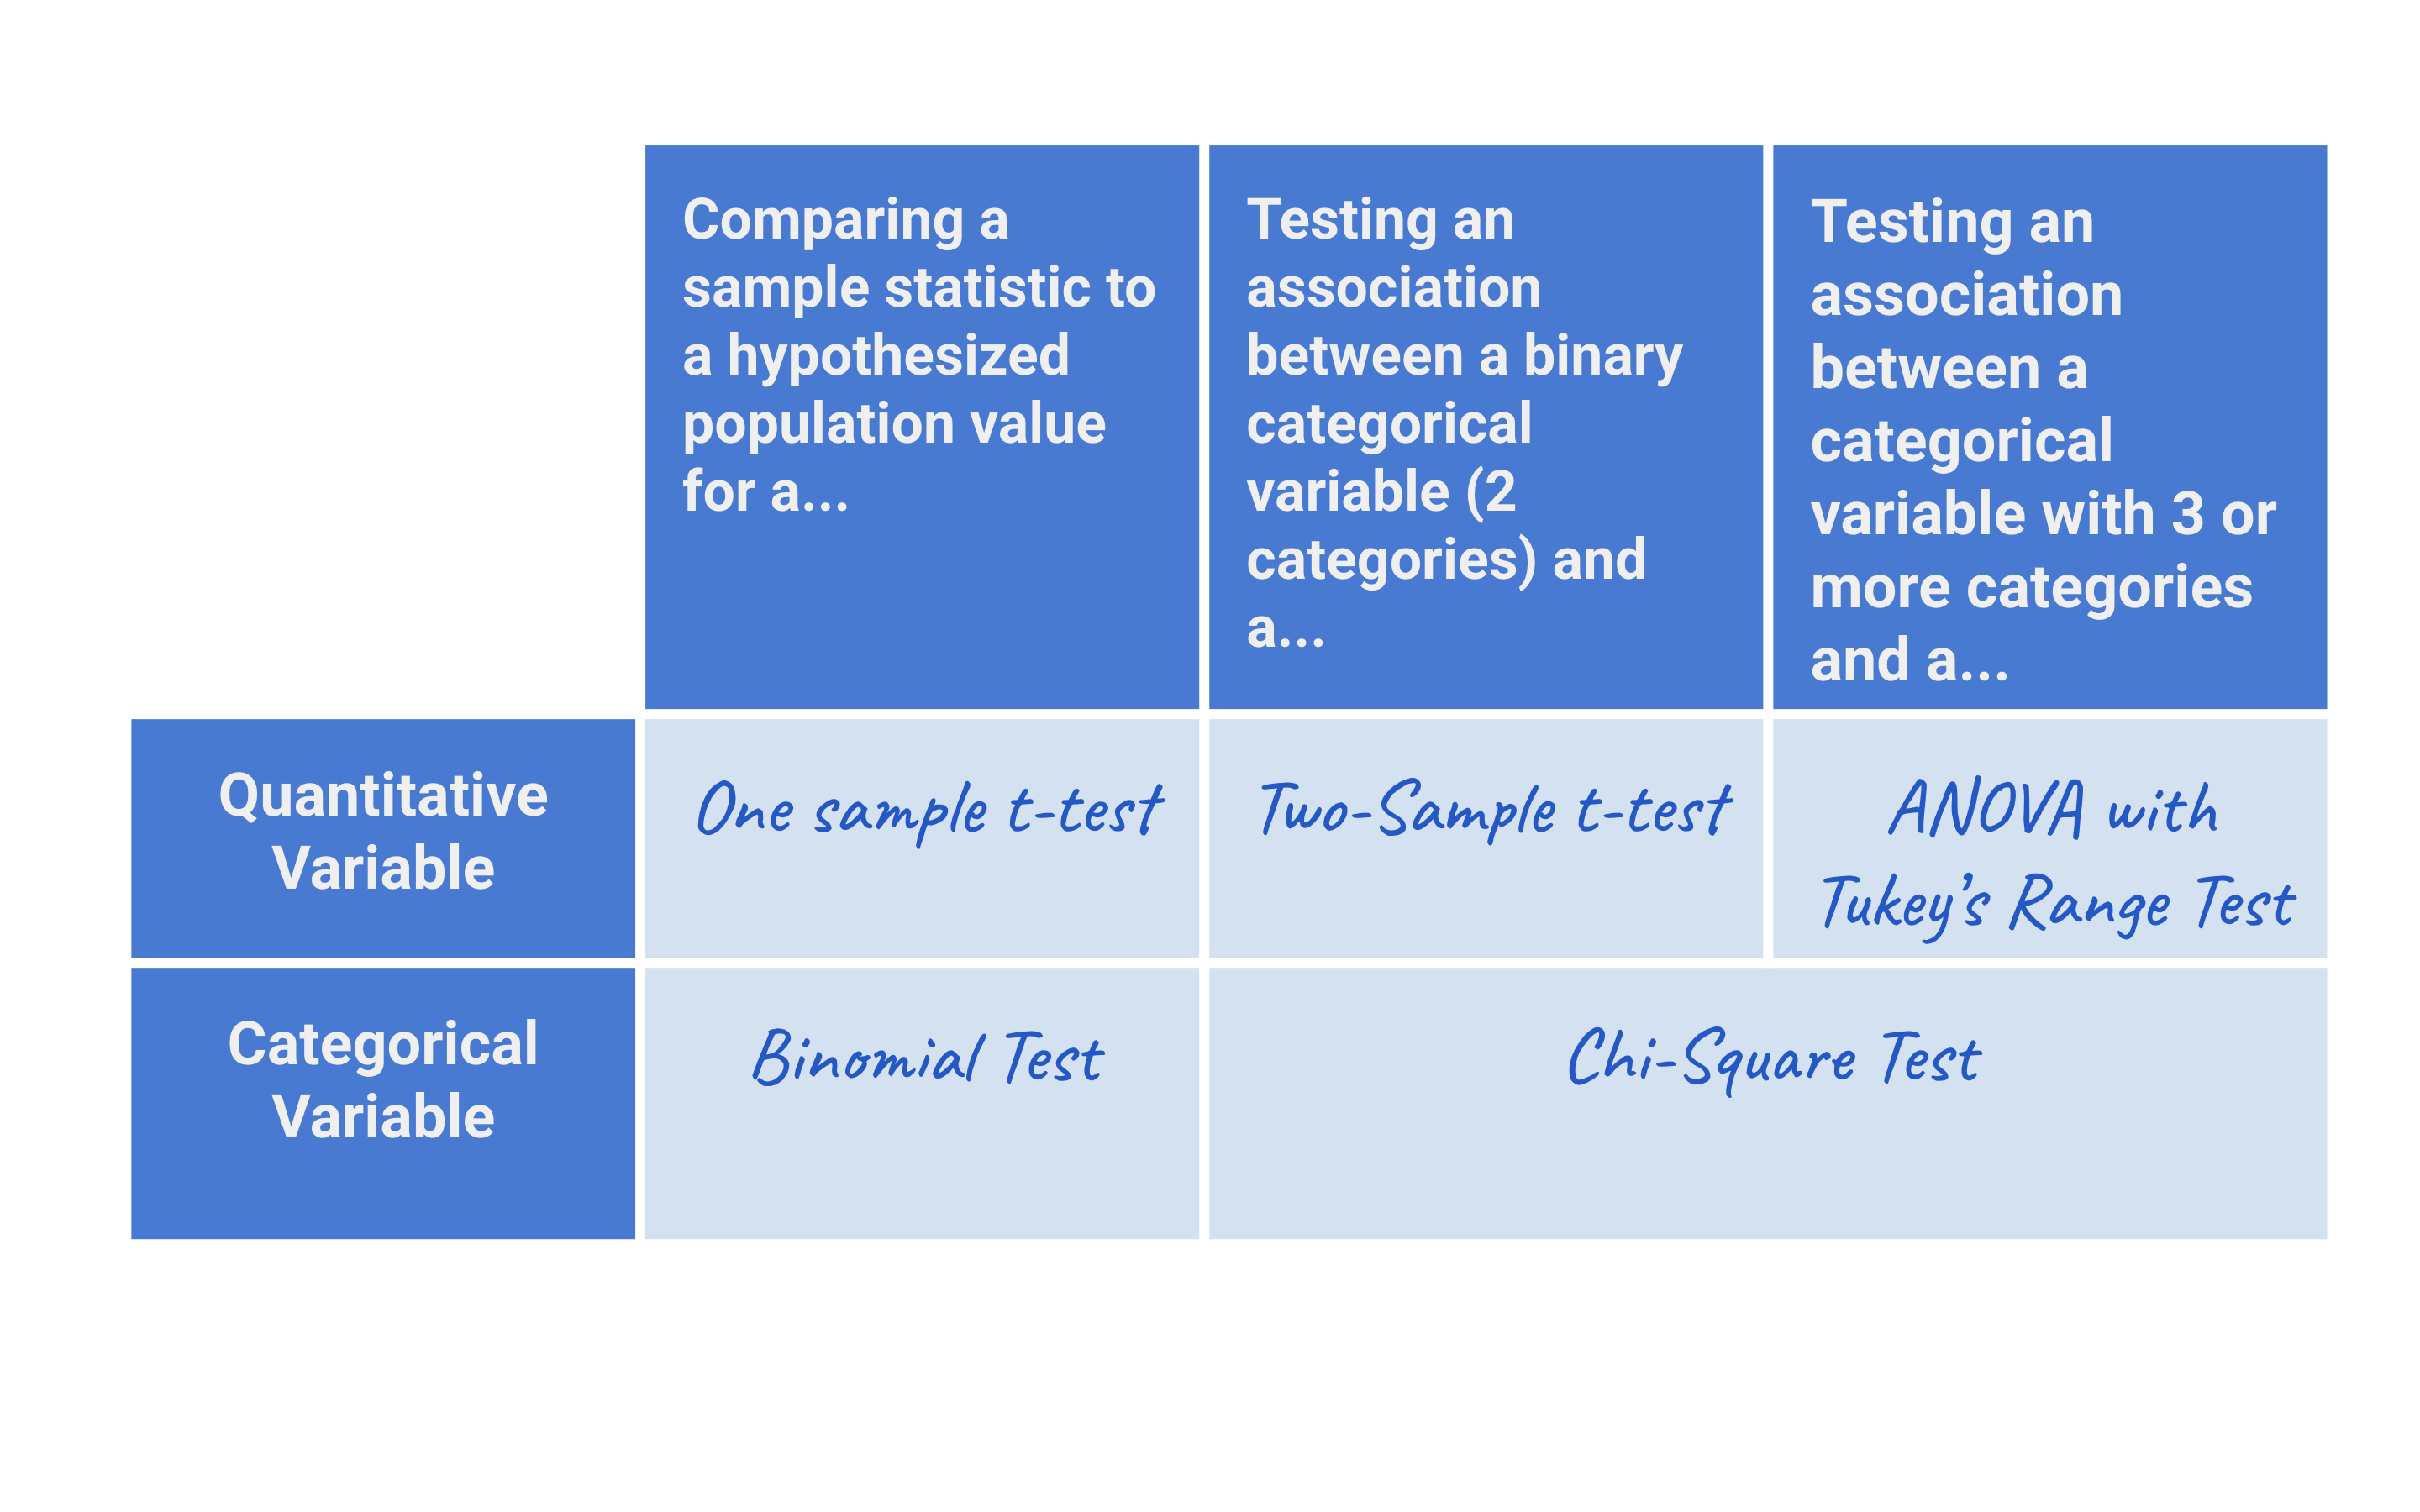 Comparing a
sample statistic to
a hypothesized
population value
for a...
Testing an
association
between a binary
categorical
variable (2
categories) and
a...
Testing an
association
between a
categorical
variable with 3 or
more categories
and a...
Quantitative
Variable
One sample t-test
Two-Sample t-test
ANOVA with
Tukey's Range Test
Categorical
Variable
Binomial Test
Chi-Square Test